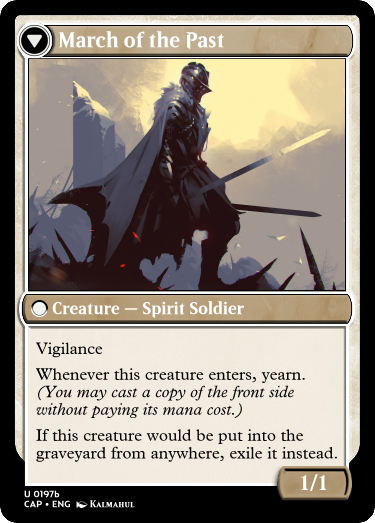 March of the Past
Creature — Spirit Soldier
Vigilance
Whenever this creature enters, yearn.
(You may cast a copy of the front side
without paying its mana cost.)
If this creature would be put into the
graveyard from anywhere, exile it instead.
1/1
U 0197b
CAP • ENG Kalmahul